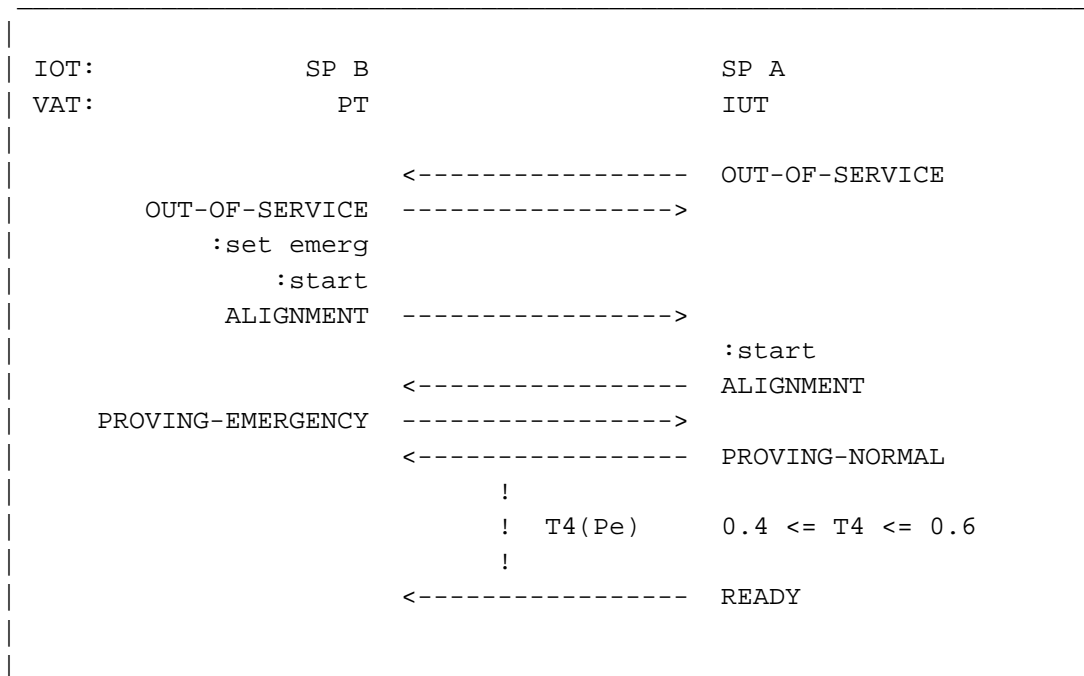 IOT: SP B SP A
VAT: PT IUT
<----------------- OUT-OF-SERVICE
OUT-OF-SERVICE ----------------->
:set emerg
:start
ALIGNMENT ----------------->
:start
<----------------- ALIGNMENT
PROVING-EMERGENCY ----------------->
<----------------- PROVING-NORMAL
!
! T4(Pe) 0.4 <= T4 <= 0.6
!
<----------------- READY